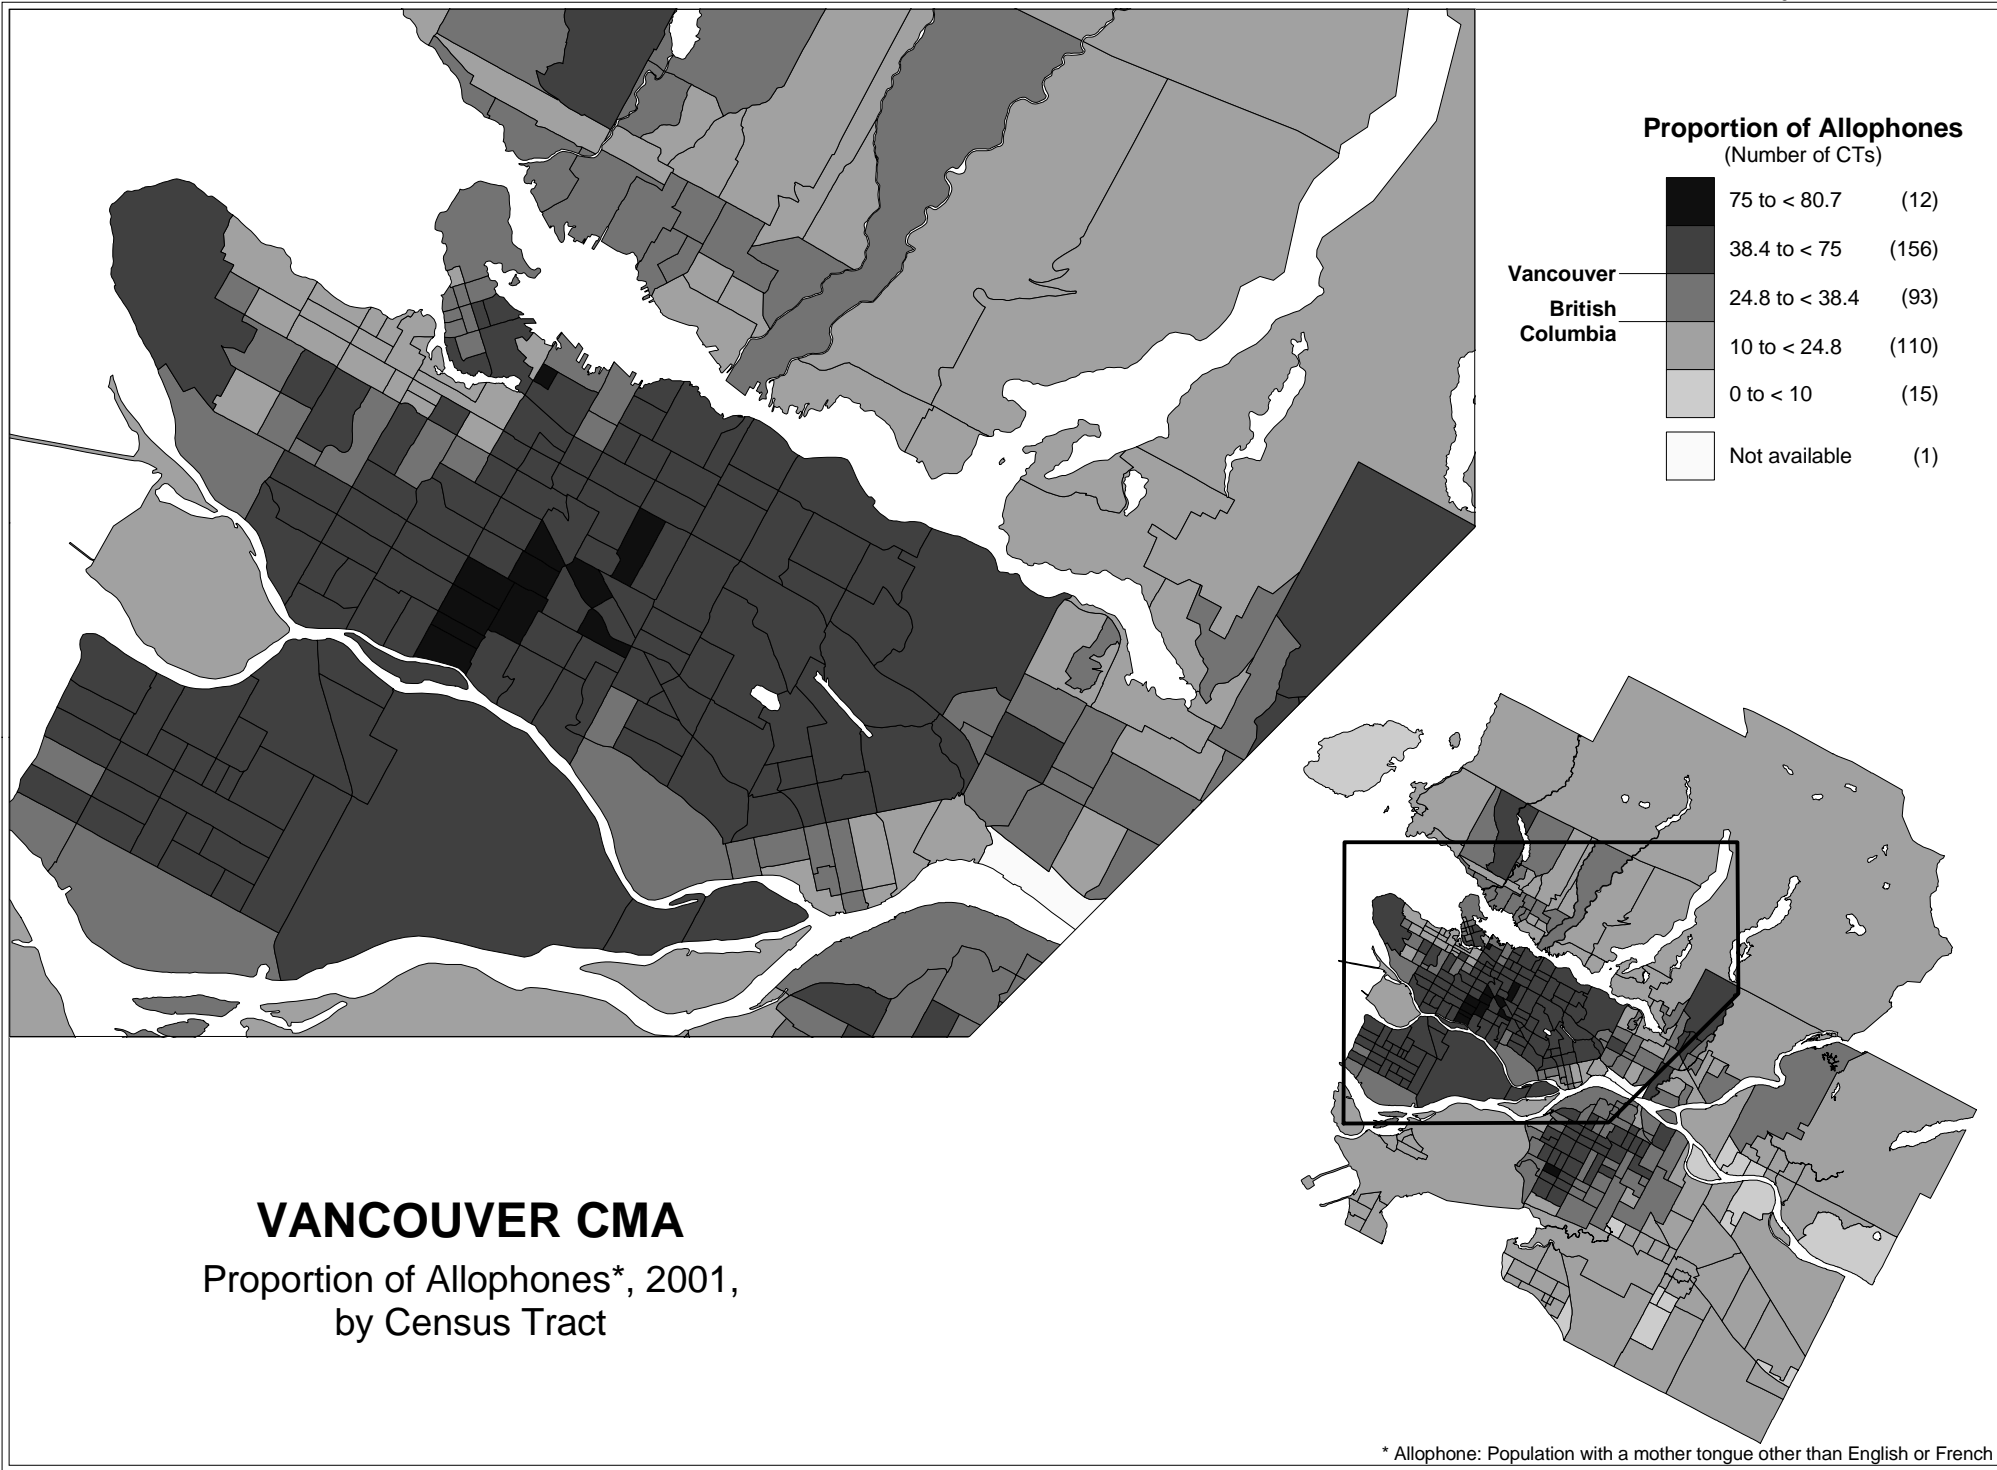 Proportion of Allophones
(Number of CTs)
75 to < 80.7 (12)
38.4 to < 75 (156)
Vancouver
24.8 to < 38.4 (93)
British
Columbia
10 to < 24.8 (110)
0 to < 10 (15)
Not available (1)
VANCOUVER CMA
Proportion of Allophones*, 2001,
by Census Tract
* Allophone: Population with a mother tongue other than English or French